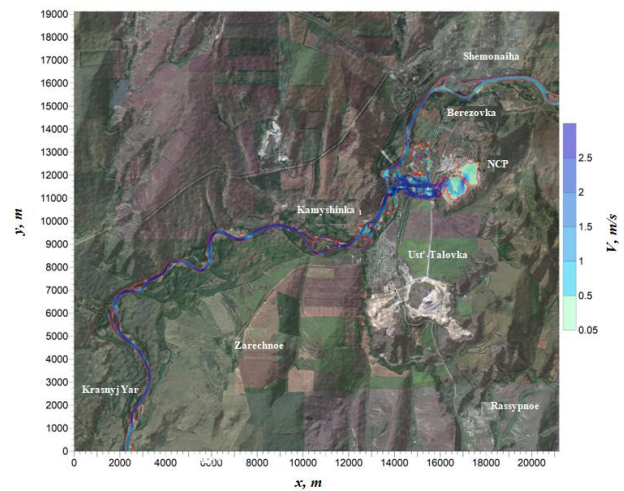 19000
18000
17000
16000
15000
14000
13000
12000
11000
10000
9000
8000
7000
6000
5000
4000
3000
2000
1000
0
y, m
Shemonaiha
Berezovka
NCP
Kamyshinka
Ust'-Talovka
Zarechnoe
Krasnyj Yar
Rassypnoe
2.5
2
1.5
1
0.5
0.05
V, m/s
0 2000 4000 6000 8000 10000 12000 14000 16000 18000 20000
x, m